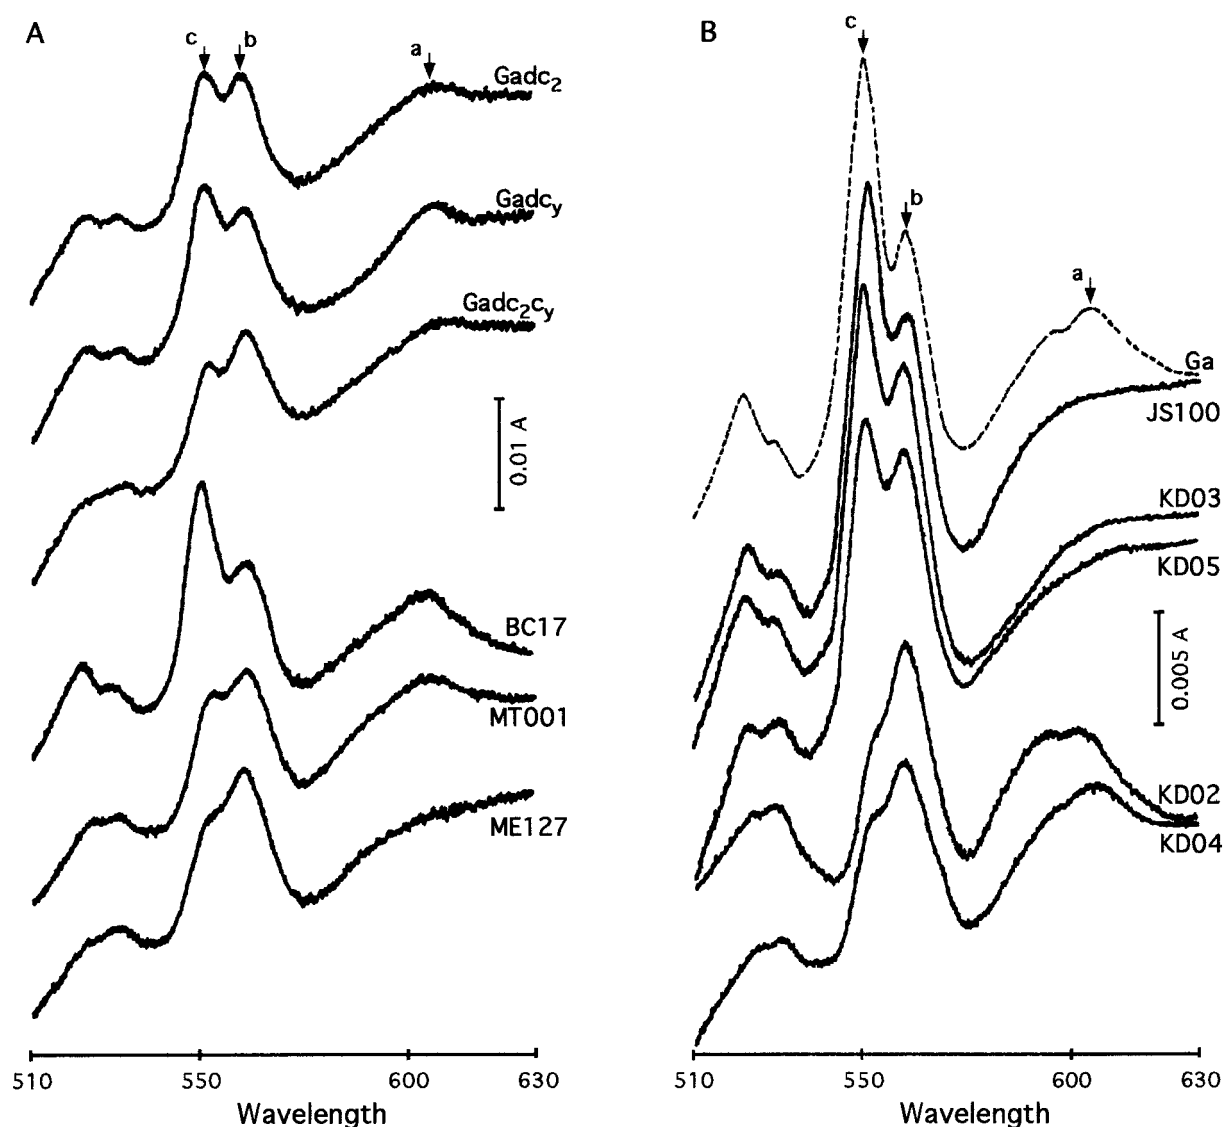 A
c
b
a
Gadc2
Gadcy
Gadc2cy
0.01 A
BC17
MT001
ME127
510
550
600
630
Wavelength
B
c
b
a
Ga
JS100
KD03
KD05
0.005 A
KD02
KD04
510
550
600
630
Wavelength